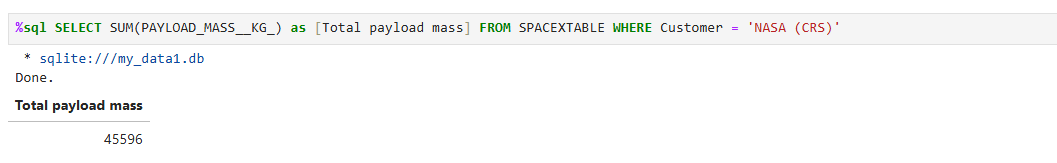 %sql SELECT SUM(PAYLOAD_MASS__KG_) as [Total payload mass] FROM SPACEXTABLE WHERE Customer = 'NASA (CRS)'
* sqlite:///my_data1.db
Done.
Total payload mass
45596